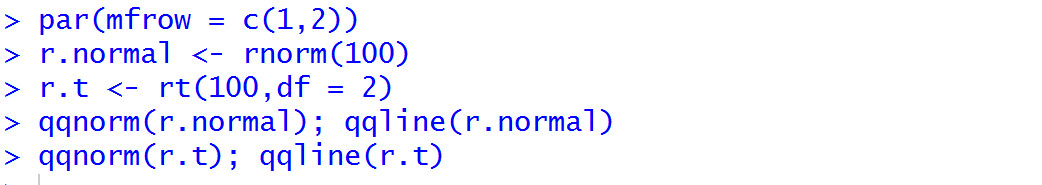 > par(mfrow = c(1,2))
> r.normal <- rnorm(100)
> r.t <- rt(100,df = 2)
> qqnorm(r.normal); qqline(r.normal)
> qqnorm(r.t); qqline(r.t)